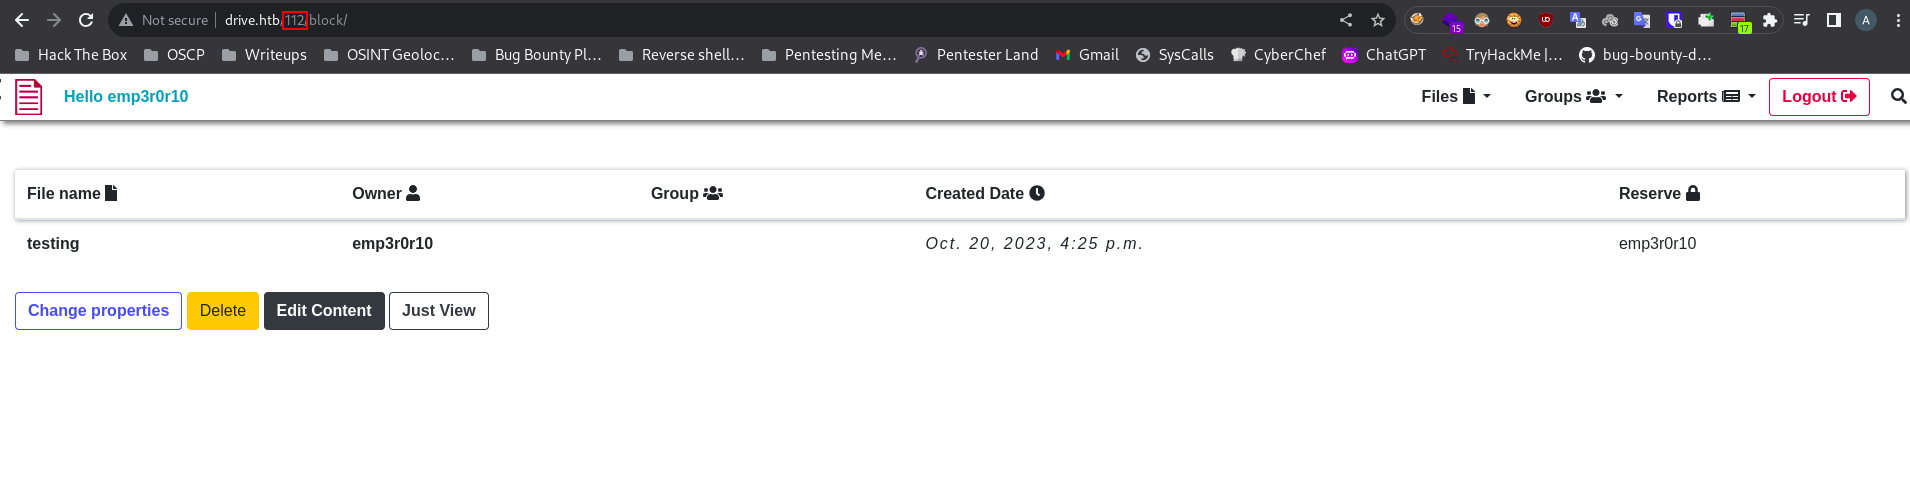 Not secure drive.htb/112/block/
15 17 A
Hack The Box OSCP Writeups OSINT Geoloc... Bug Bounty Pl... Reverse shell... Pentesting Me... Pentester Land Gmail SysCalls CyberChef ChatGPT TryHackMe |... bug-bounty-d...
Hello emp3r0r10 Files Groups Reports Logout
File name Owner Group Created Date Reserve
testing emp3r0r10 Oct. 20, 2023, 4:25 p.m. emp3r0r10
Change properties Delete Edit Content Just View